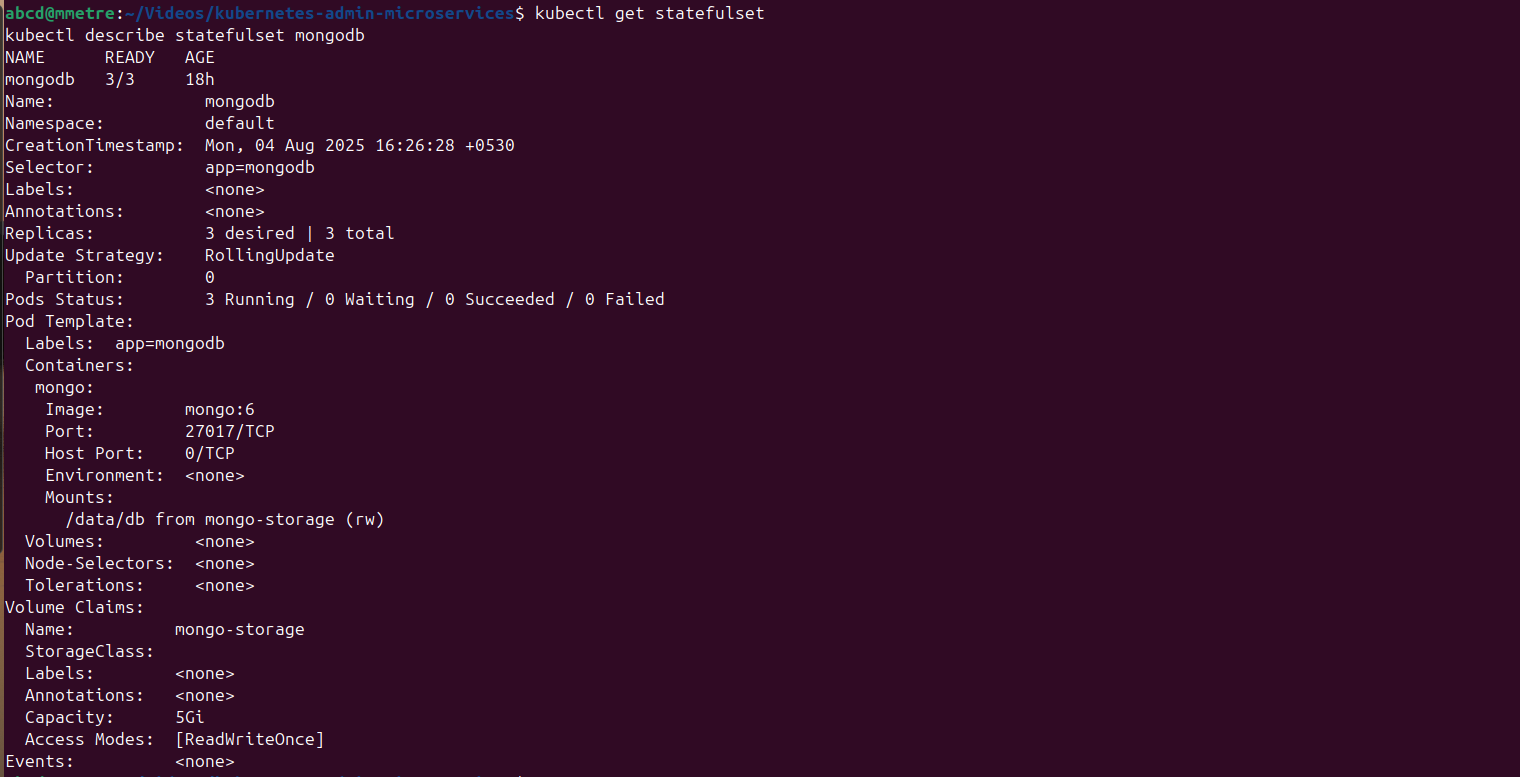 abcd@mmetre:~/Videos/kubernetes-admin-microservices$ kubectl get statefulset
kubectl describe statefulset mongodb
NAME      READY   AGE
mongodb   3/3     18h
Name:               mongodb
Namespace:          default
CreationTimestamp:  Mon, 04 Aug 2025 16:26:28 +0530
Selector:           app=mongodb
Labels:             <none>
Annotations:        <none>
Replicas:           3 desired | 3 total
Update Strategy:    RollingUpdate
  Partition:        0
Pods Status:        3 Running / 0 Waiting / 0 Succeeded / 0 Failed
Pod Template:
  Labels:  app=mongodb
  Containers:
   mongo:
    Image:        mongo:6
    Port:         27017/TCP
    Host Port:    0/TCP
    Environment:  <none>
    Mounts:
      /data/db from mongo-storage (rw)
  Volumes:         <none>
  Node-Selectors:  <none>
  Tolerations:     <none>
Volume Claims:
  Name:          mongo-storage
  StorageClass:
  Labels:        <none>
  Annotations:   <none>
  Capacity:      5Gi
  Access Modes:  [ReadWriteOnce]
Events:          <none>